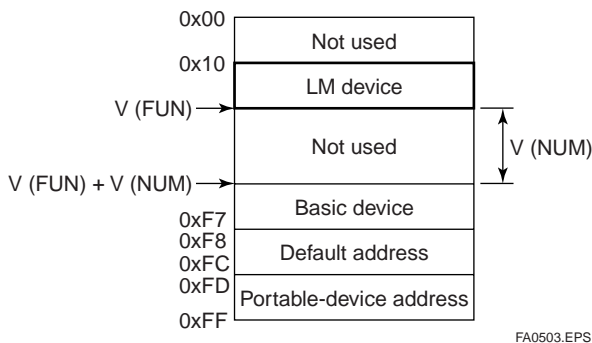 0x00
Not used
0x10
LM device
V (FUN)
Not used
V (NUM)
V (FUN) + V (NUM)
Basic device
0xF7
0xF8
Default address
0xFC
0xFD
Portable-device address
0xFF
FA0503.EPS